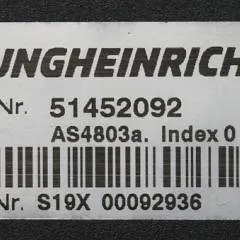 UNGHEINRICH
Nr. 51452092
AS4803a. Index 0
Nr. S19X 00092936